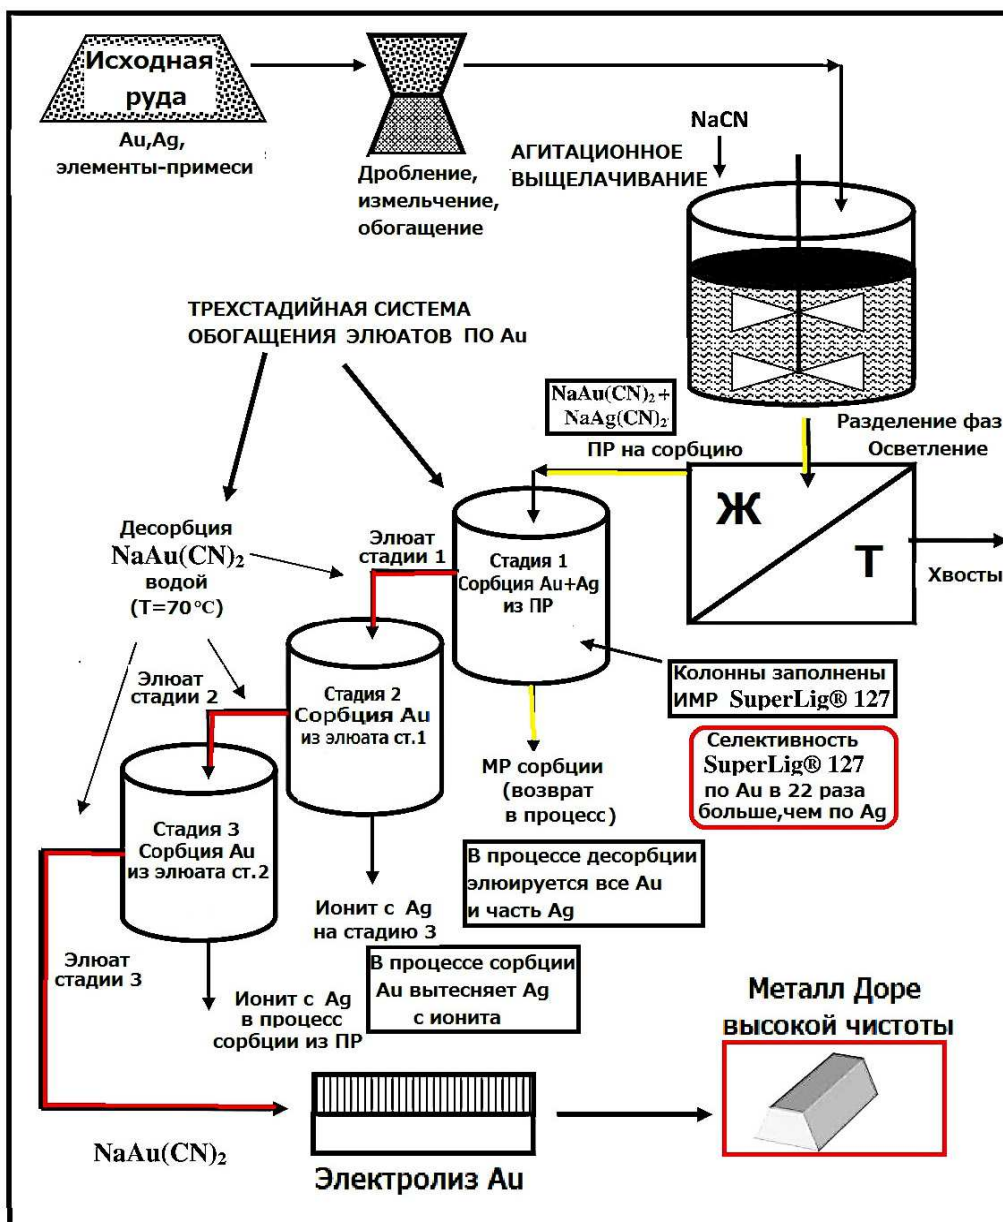 Исходная
руда
Au,Ag,
элементы-примеси
Дробление,
измельчение,
обогащение
NaCN
АГИТАЦИОННОЕ
ВЫЩЕЛАЧИВАНИЕ
ТРЕХСТАДИЙНАЯ СИСТЕМА
ОБОГАЩЕНИЯ ЭЛЮАТОВ ПО Au
NaAu(CN)₂+
NaAg(CN)₂
ПР на сорбцию
Разделение фаз
Осветление
Ж
Т
Хвосты
Десорбция
NaAu(CN)₂
водой
(T=70°C)
Элюат
стадии 1
Стадия 1
Сорбция Au+Ag
из ПР
Элюат
стадии 2
Стадия 2
Сорбция Au
из элюата ст.1
Колонны заполнены
ИМР SuperLig® 127
Селективность
SuperLig® 127
по Au в 22 раза
больше,чем по Ag
МР сорбции
(возврат
в процесс)
Стадия 3
Сорбция Au
из элюата ст.2
В процессе десорбции
элюируется все Au
и часть Ag
Ионит с Ag
на стадию 3
Элюат
стадии 3
В процессе сорбции
Au вытесняет Ag
с ионита
Ионит с Ag
в процесс
сорбции из ПР
Металл Доре
высокой чистоты
NaAu(CN)₂
Электролиз Au